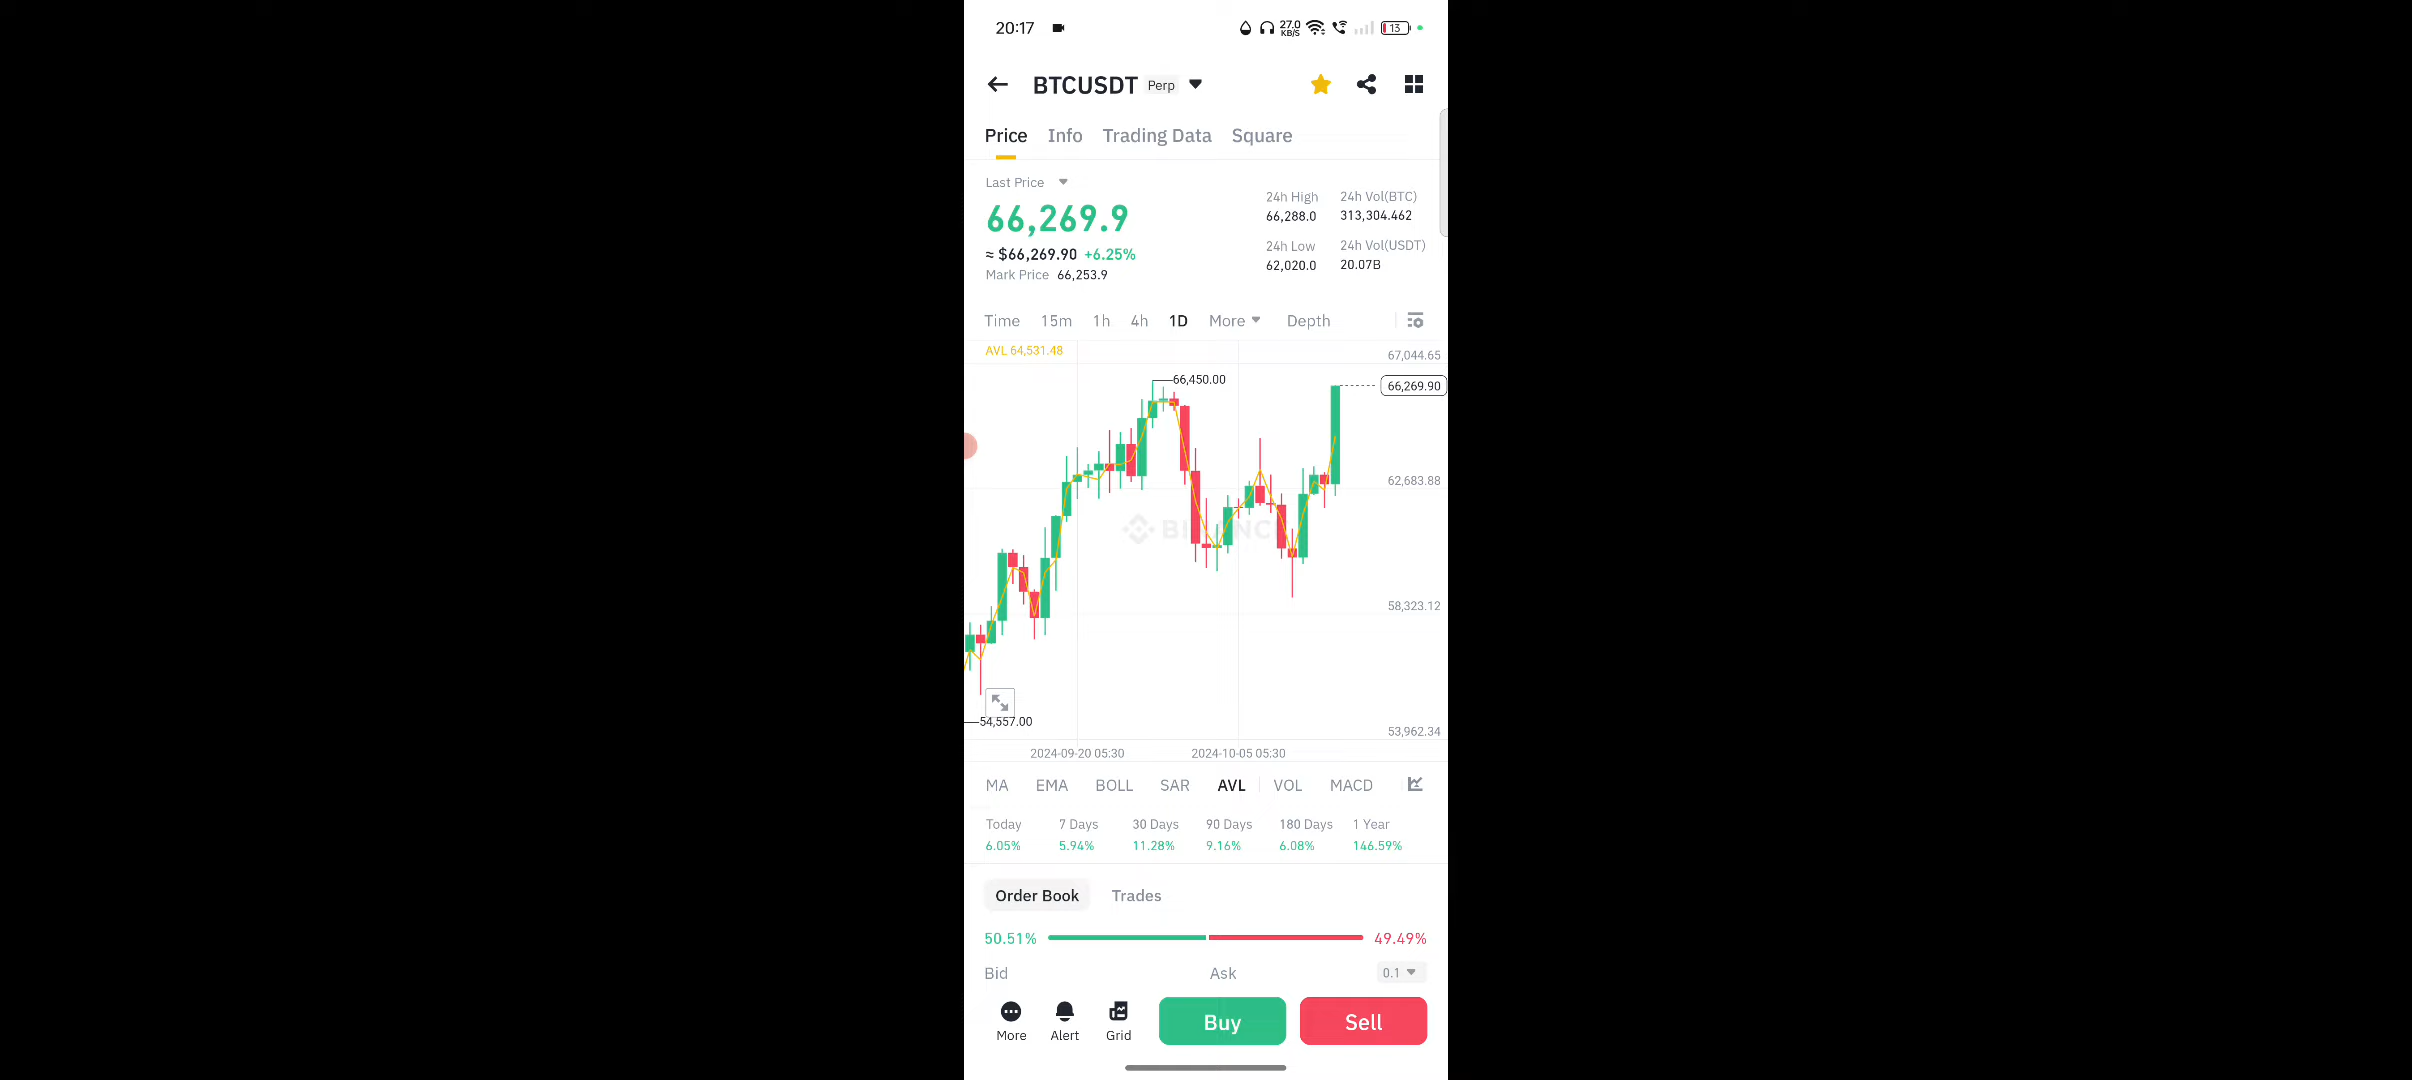 20:17
27.0 KB/S
13
BTCUSDT Perp
Price Info Trading Data Square
Last Price
66,269.9
≈ $66,269.90 +6.25%
Mark Price 66,253.9
24h High 24h Vol(BTC)
66,288.0 313,304.462
24h Low 24h Vol(USDT)
62,020.0 20.07B
Time 15m 1h 4h 1D More Depth
AVL 64,531.48
67,044.65
66,450.00
66,269.90
62,683.88
BINANCE
58,323.12
54,557.00
53,962.34
2024-09-20 05:30 2024-10-05 05:30
MA EMA BOLL SAR AVL VOL MACD
Today 7 Days 30 Days 90 Days 180 Days 1 Year
6.05% 5.94% 11.28% 9.16% 6.08% 146.59%
Order Book Trades
50.51% 49.49%
Bid Ask 0.1
More Alert Grid Buy Sell